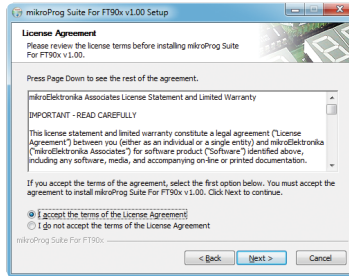 mikroProg Suite For FT90x v1.00 Setup
License Agreement
Please review the license terms before installing mikroProg Suite
For FT90x v1.00.
Press Page Down to see the rest of the agreement.
mikroElektronika Associates License Statement and Limited Warranty
IMPORTANT - READ CAREFULLY
This license statement and limited warranty constitute a legal agreement ("License
Agreement") between you (either as an individual or a single entity) and mikroElektronika
("mikroElektronika Associates") for software product ("Software") identified above,
including any software, media, and accompanying on-line or printed documentation.
If you accept the terms of the agreement, select the first option below. You must accept the
agreement to install mikroProg Suite For FT90x v1.00. Click Next to continue.
I accept the terms of the License Agreement
I do not accept the terms of the License Agreement
mikroProg Suite For FT90x
< Back Next > Cancel